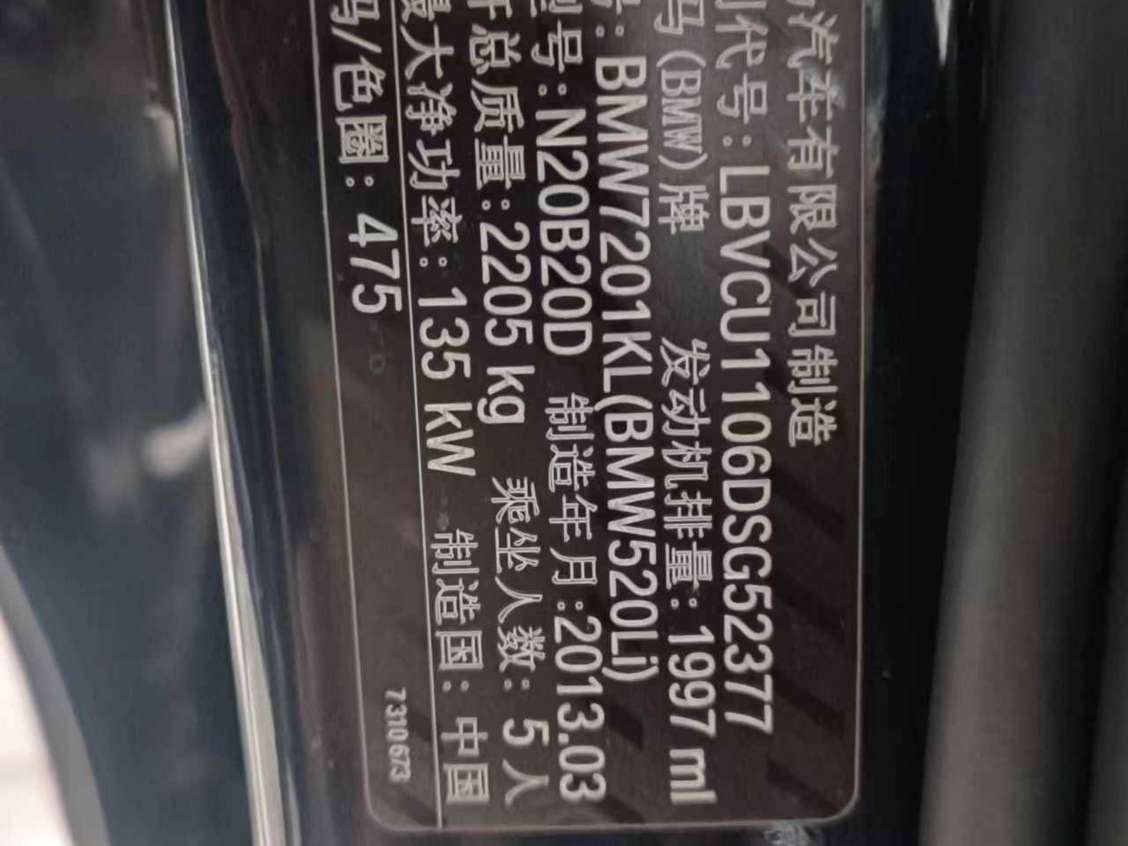 汽车有限公司制造
代号:LBVCU1106DSG52377
(BMW)牌 发动机排量:1997 ml
:BMW7201KL(BMW520Li)
型号:N20B20D 制造年月:2013.03
总质量:2205 kg 乘坐人数:5人
最大净功率:135 kW 制造国:中国
码/色圈:475
7310673